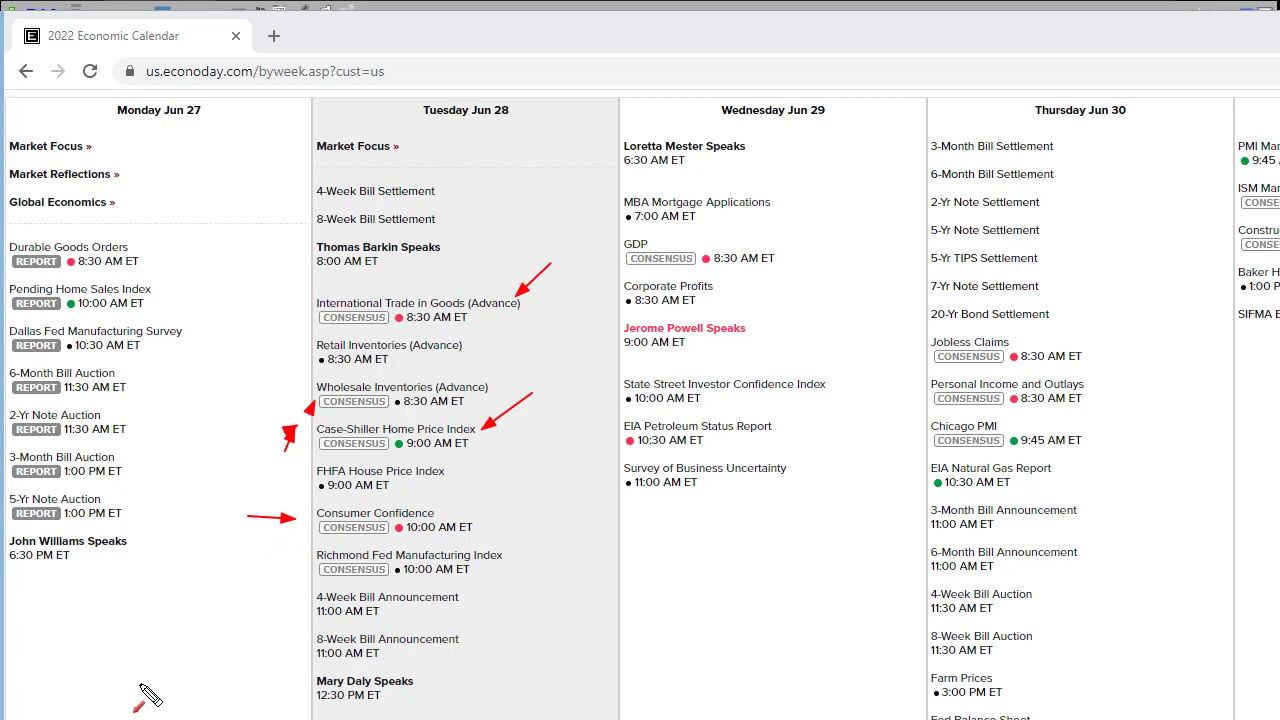 2022 Economic Calendar
us.econoday.com/byweek.asp?cust=us
Monday Jun 27
Market Focus »
Market Reflections »
Global Economics »
Durable Goods Orders
REPORT 8:30 AM ET
Pending Home Sales Index
REPORT 10:00 AM ET
Dallas Fed Manufacturing Survey
REPORT 10:30 AM ET
6-Month Bill Auction
REPORT 11:30 AM ET
2-Yr Note Auction
REPORT 11:30 AM ET
3-Month Bill Auction
REPORT 1:00 PM ET
5-Yr Note Auction
REPORT 1:00 PM ET
John Williams Speaks
6:30 PM ET
Tuesday Jun 28
Market Focus »
4-Week Bill Settlement
8-Week Bill Settlement
Thomas Barkin Speaks
8:00 AM ET
International Trade in Goods (Advance)
CONSENSUS 8:30 AM ET
Retail Inventories (Advance)
8:30 AM ET
Wholesale Inventories (Advance)
CONSENSUS 8:30 AM ET
Case-Shiller Home Price Index
CONSENSUS 9:00 AM ET
FHFA House Price Index
9:00 AM ET
Consumer Confidence
CONSENSUS 10:00 AM ET
Richmond Fed Manufacturing Index
CONSENSUS 10:00 AM ET
4-Week Bill Announcement
11:00 AM ET
8-Week Bill Announcement
11:00 AM ET
Mary Daly Speaks
12:30 PM ET
Wednesday Jun 29
Loretta Mester Speaks
6:30 AM ET
MBA Mortgage Applications
7:00 AM ET
GDP
CONSENSUS 8:30 AM ET
Corporate Profits
8:30 AM ET
Jerome Powell Speaks
9:00 AM ET
State Street Investor Confidence Index
10:00 AM ET
EIA Petroleum Status Report
10:30 AM ET
Survey of Business Uncertainty
11:00 AM ET
Thursday Jun 30
3-Month Bill Settlement
6-Month Bill Settlement
2-Yr Note Settlement
5-Yr Note Settlement
5-Yr TIPS Settlement
7-Yr Note Settlement
20-Yr Bond Settlement
Jobless Claims
CONSENSUS 8:30 AM ET
Personal Income and Outlays
CONSENSUS 8:30 AM ET
Chicago PMI
CONSENSUS 9:45 AM ET
EIA Natural Gas Report
10:30 AM ET
3-Month Bill Announcement
11:00 AM ET
6-Month Bill Announcement
11:00 AM ET
4-Week Bill Auction
11:30 AM ET
8-Week Bill Auction
11:30 AM ET
Farm Prices
3:00 PM ET
Fed Balance Sheet
PMI Ma
9:45
ISM Ma
CONSE
Constru
CONSE
Baker H
1:00 P
SIFMA E